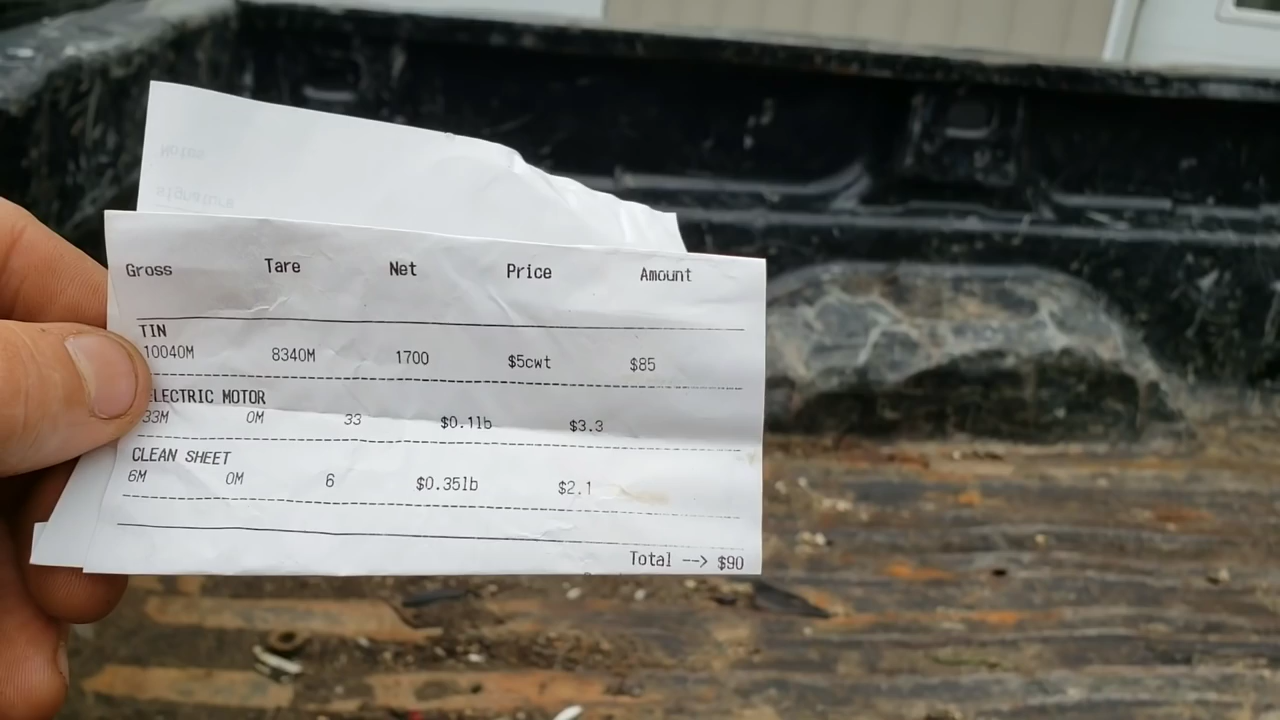 Gross Tare Net Price Amount
TIN
10040M 8340M 1700 $5cwt $85
ELECTRIC MOTOR
33M 0M 33 $0.1lb $3.3
CLEAN SHEET
6M 0M 6 $0.35lb $2.1
Total --> $90